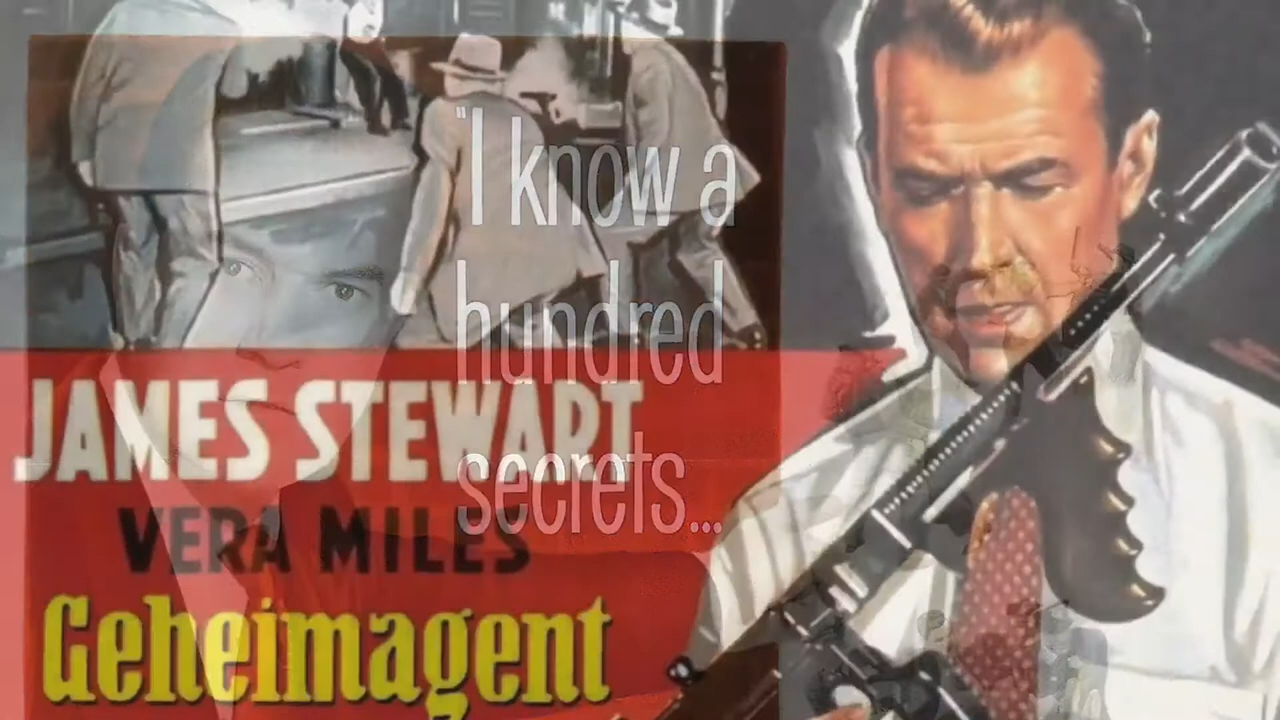 "I know a
hundred
secrets...
JAMES STEWART
VERA MILES
Geheimagent